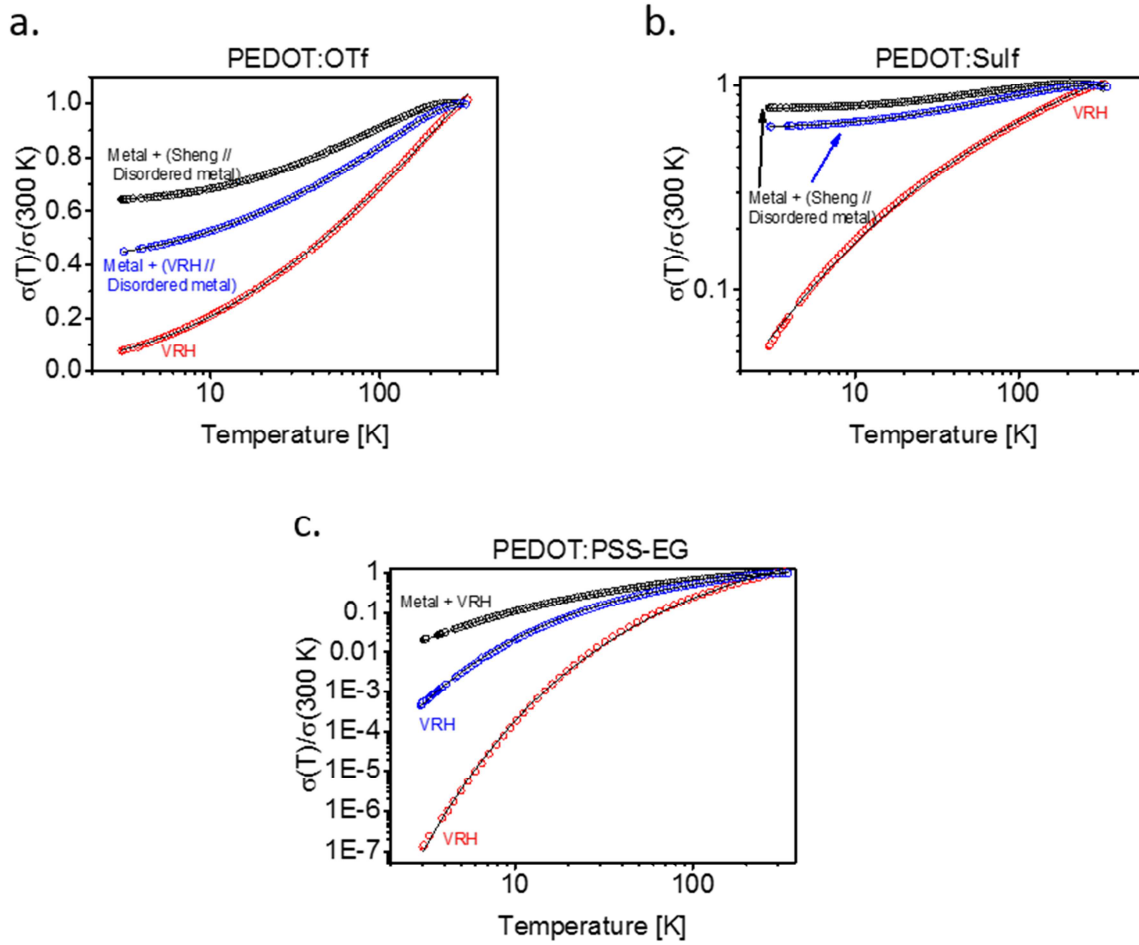 a.
PEDOT:OTf
σ(T)/σ(300 K)
1.0
0.8
0.6
0.4
0.2
0.0
Metal + (Sheng //
Disordered metal)
Metal + (VRH //
Disordered metal)
VRH
10
100
Temperature [K]
b.
PEDOT:Sulf
σ(T)/σ(300 K)
1
0.1
VRH
Metal + (Sheng //
Disordered metal)
10
100
Temperature [K]
c.
PEDOT:PSS-EG
σ(T)/σ(300 K)
1
0.1
0.01
1E-3
1E-4
1E-5
1E-6
1E-7
Metal + VRH
VRH
VRH
10
100
Temperature [K]